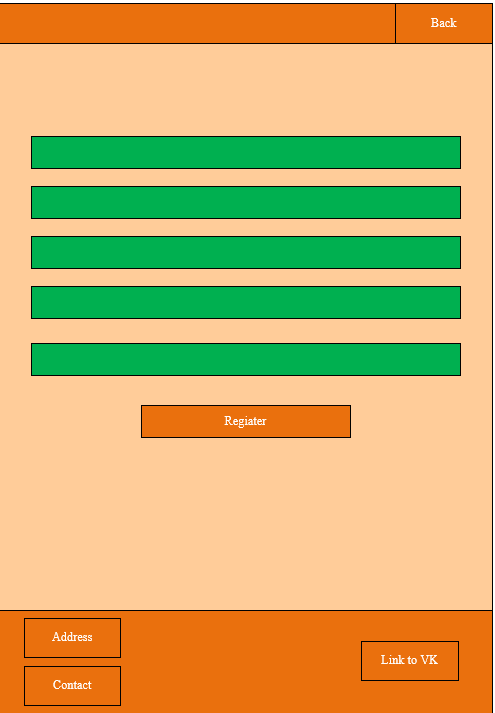 Back
Regiater
Address
Link to VK
Contact